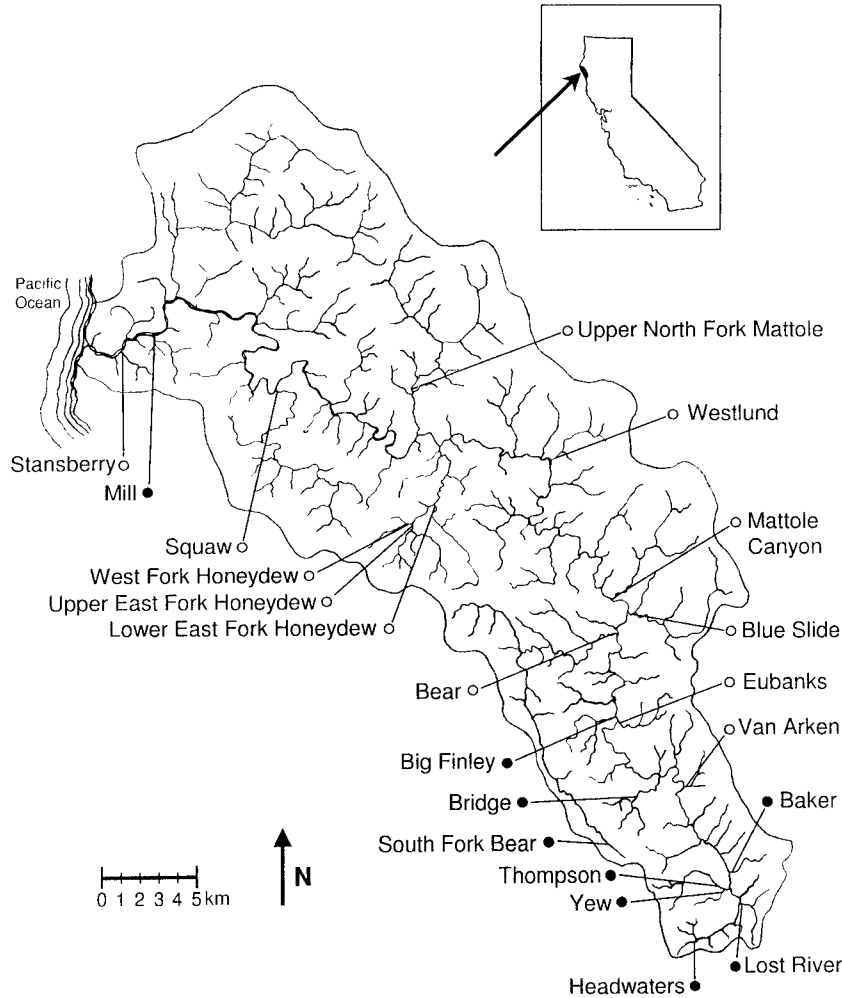 Pacific
Ocean
Upper North Fork Mattole
Westlund
Stansberry
Mill
Mattole
Canyon
Squaw
West Fork Honeydew
Upper East Fork Honeydew
Lower East Fork Honeydew
Blue Slide
Bear
Eubanks
Van Arken
Big Finley
Bridge
Baker
South Fork Bear
Thompson
Yew
N
0 1 2 3 4 5 km
Lost River
Headwaters